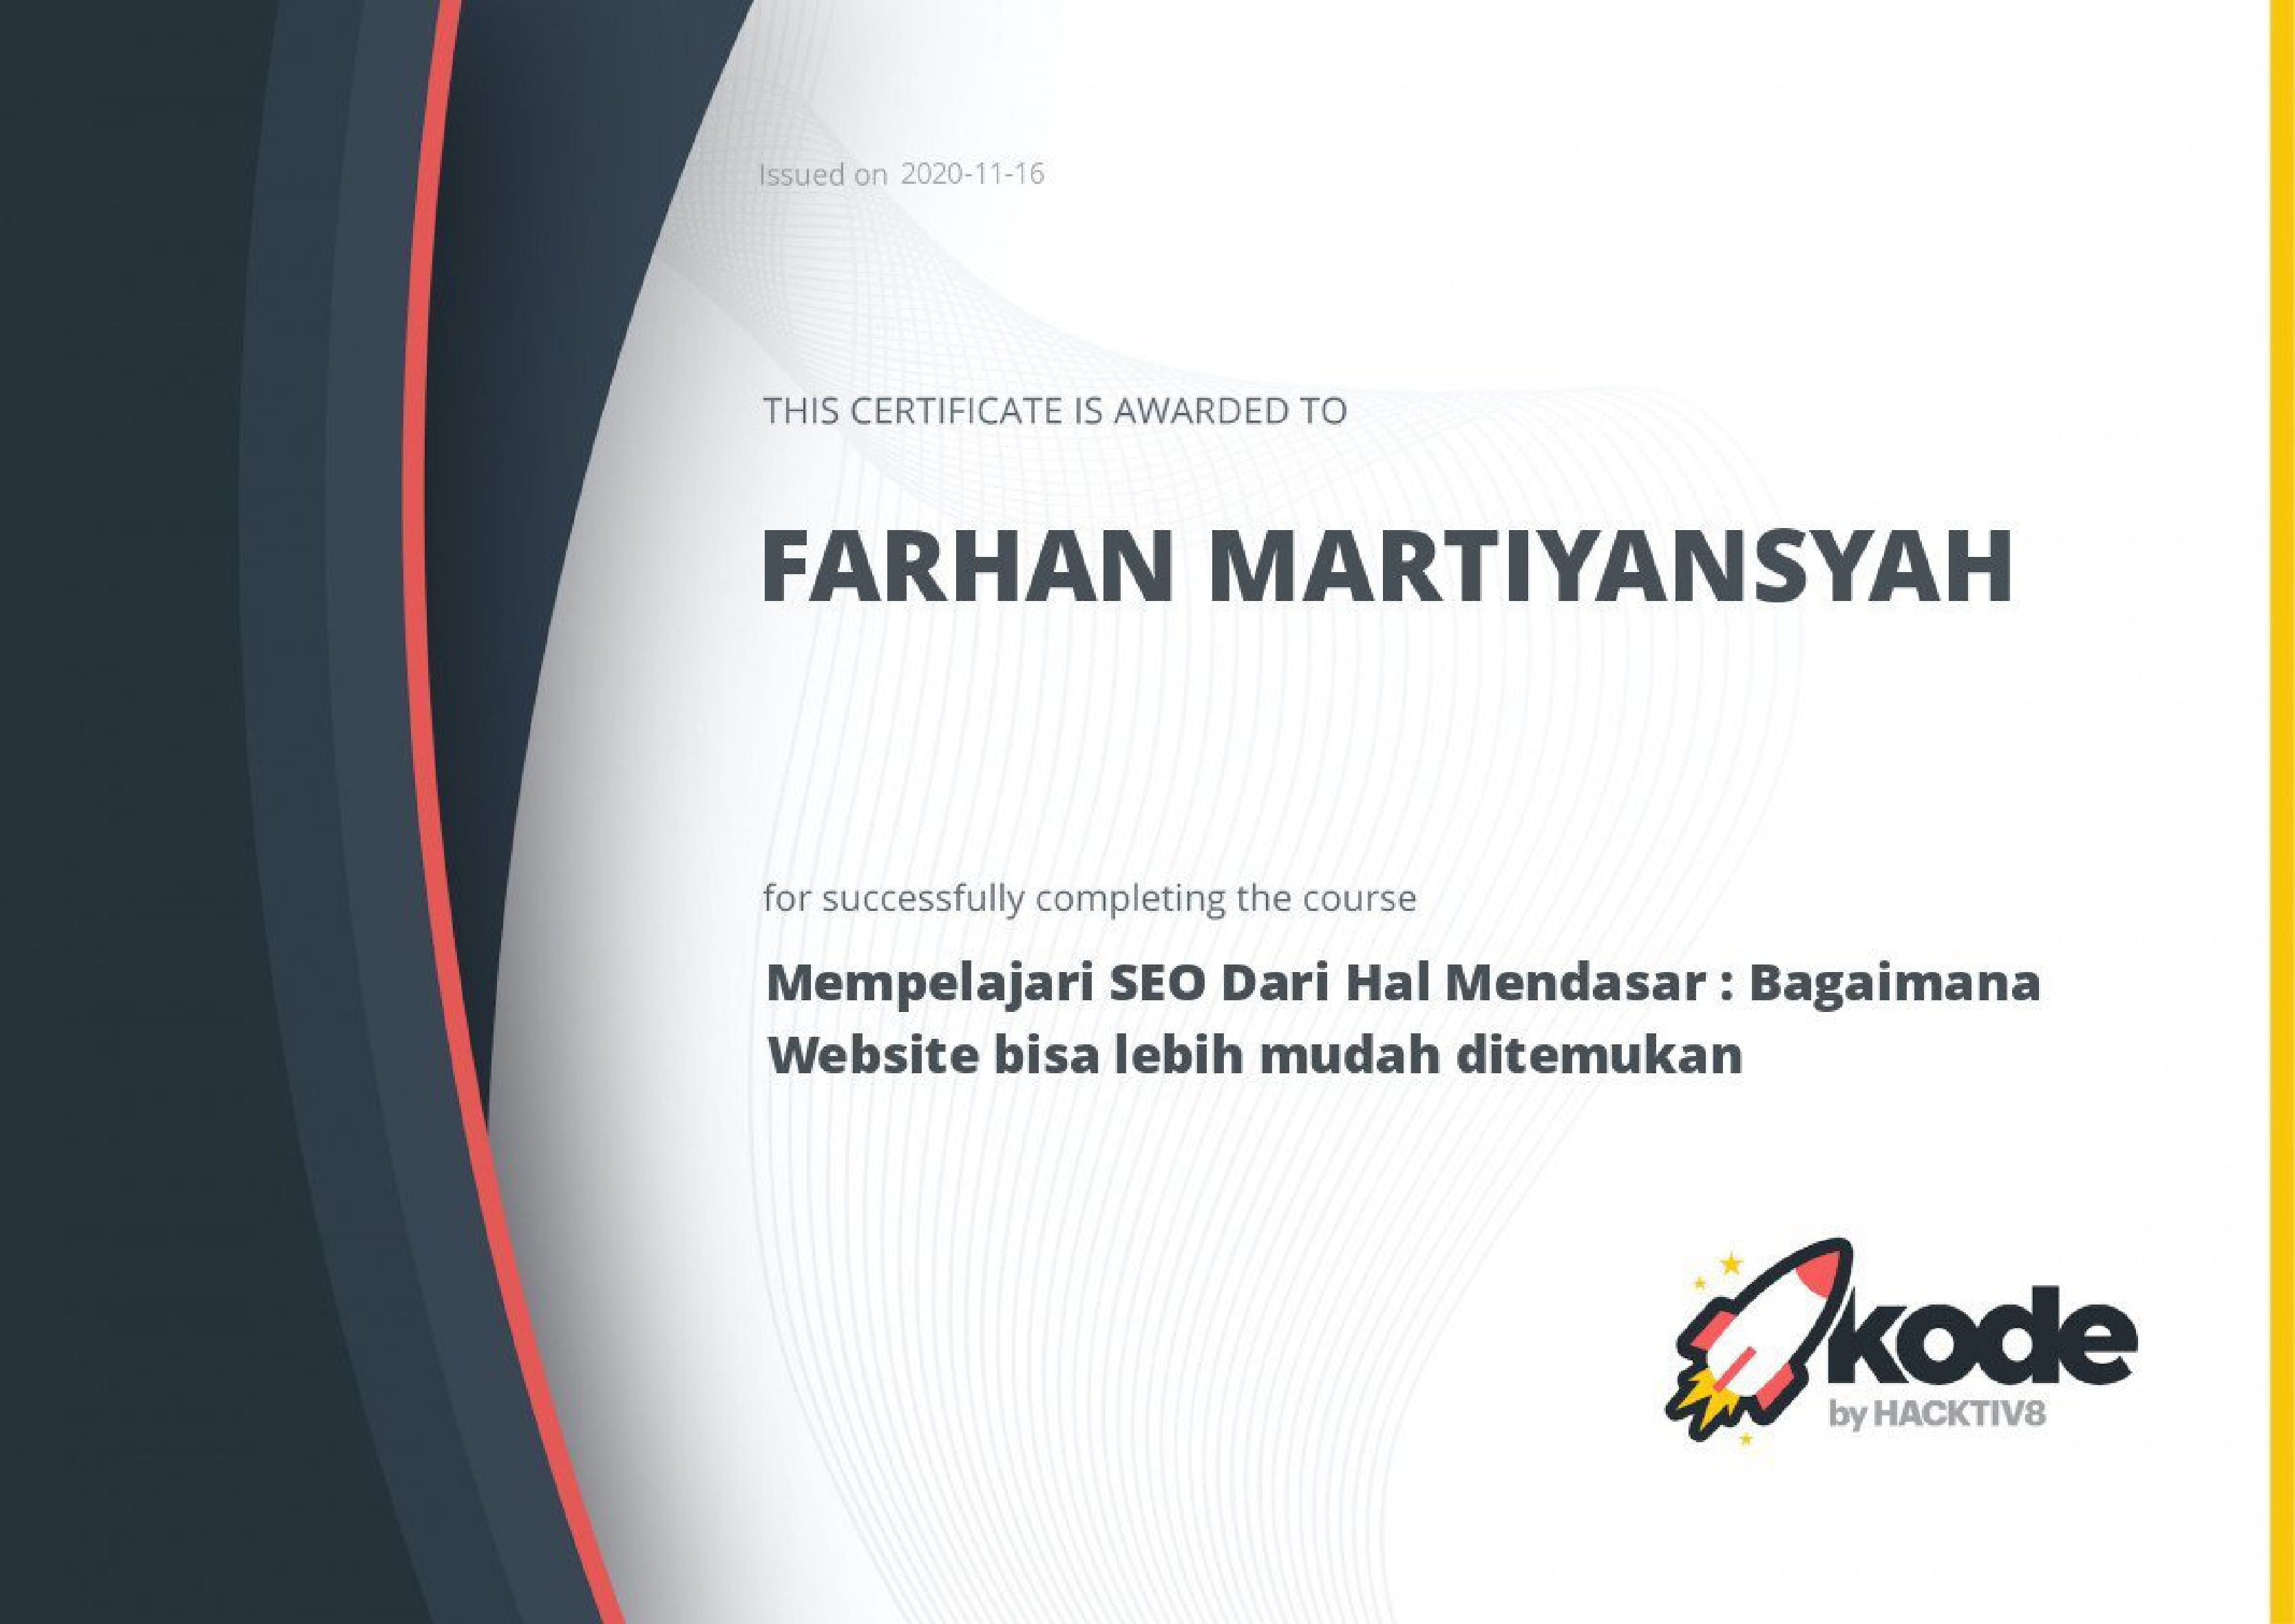 Issued on 2020-11-16
THIS CERTIFICATE IS AWARDED TO
FARHAN MARTIYANSYAH
for successfully completing the course
Mempelajari SEO Dari Hal Mendasar : Bagaimana
Website bisa lebih mudah ditemukan
kode
by HACKTIV8